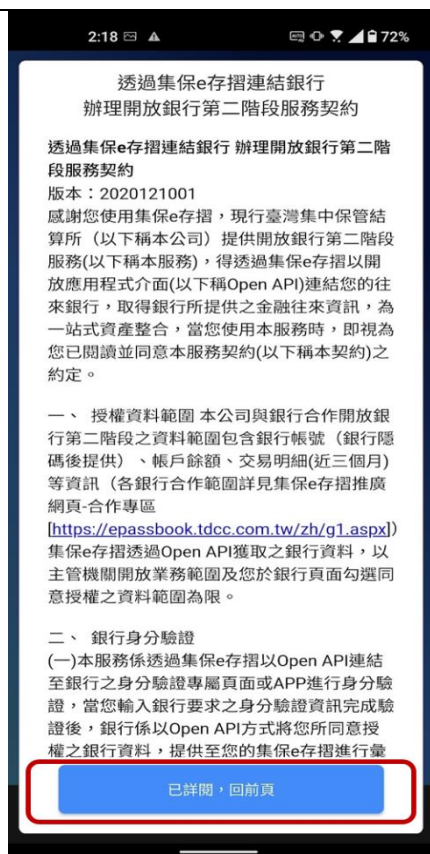 2:18
72%
透過集保e存摺連結銀行
辦理開放銀行第二階段服務契約
透過集保e存摺連結銀行 辦理開放銀行第二階
段服務契約
版本：2020121001
感謝您使用集保e存摺，現行臺灣集中保管結
算所（以下稱本公司）提供開放銀行第二階段
服務(以下稱本服務)，得透過集保e存摺以開
放應用程式介面(以下稱Open API)連結您的往
來銀行，取得銀行所提供之金融往來資訊，為
一站式資產整合，當您使用本服務時，即視為
您已閱讀並同意本服務契約(以下稱本契約)之
約定。
一、 授權資料範圍 本公司與銀行合作開放銀
行第二階段之資料範圍包含銀行帳號（銀行隱
碼後提供）、帳戶餘額、交易明細(近三個月)
等資訊（各銀行合作範圍詳見集保e存摺推廣
網頁-合作專區
[https://epassbook.tdcc.com.tw/zh/g1.aspx]）
集保e存摺透過Open API獲取之銀行資料，以
主管機關開放業務範圍及您於銀行頁面勾選同
意授權之資料範圍為限。
二、 銀行身分驗證
(一)本服務係透過集保e存摺以Open API連結
至銀行之身分驗證專屬頁面或APP進行身分驗
證，當您輸入銀行要求之身分驗證資訊完成驗
證後，銀行係以Open API方式將您所同意授
權之銀行資料，提供至您的集保e存摺進行彙
已詳閱，回前頁